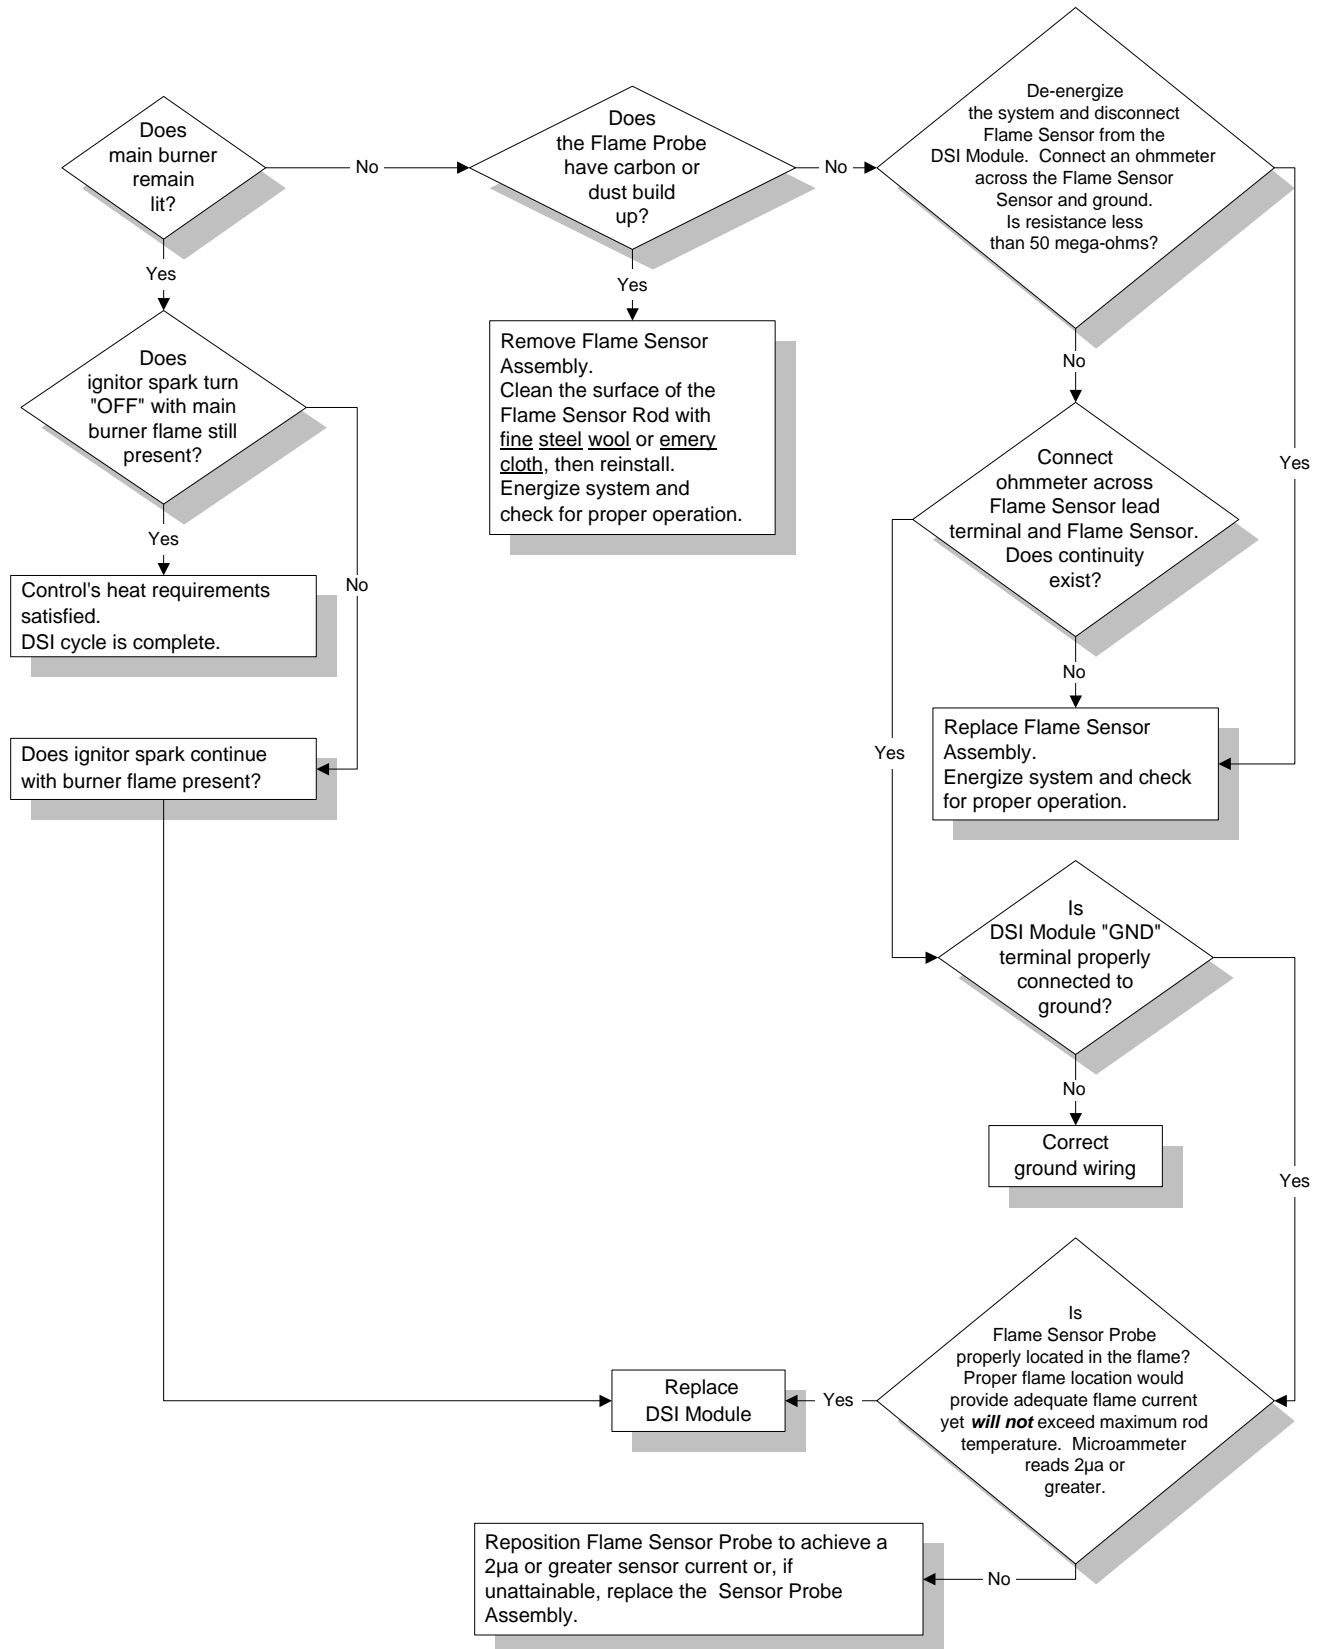 Does
main burner
remain
lit?
No
Yes
Does
the Flame Probe
have carbon or
dust build
up?
No
Yes
De-energize
the system and disconnect
Flame Sensor from the
DSI Module.  Connect an ohmmeter
across the Flame Sensor
Sensor and ground.
Is resistance less
than 50 mega-ohms?
No
Yes
Does
ignitor spark turn
"OFF" with main
burner flame still
present?
Yes
No
Remove Flame Sensor
Assembly.
Clean the surface of the
Flame Sensor Rod with
fine steel wool or emery
cloth, then reinstall.
Energize system and
check for proper operation.
Connect
ohmmeter across
Flame Sensor lead
terminal and Flame Sensor.
Does continuity
exist?
No
Yes
Control's heat requirements
satisfied.
DSI cycle is complete.
Does ignitor spark continue
with burner flame present?
Replace Flame Sensor
Assembly.
Energize system and check
for proper operation.
Is
DSI Module "GND"
terminal properly
connected to
ground?
No
Yes
Correct
ground wiring
Is
Flame Sensor Probe
properly located in the flame?
Proper flame location would
provide adequate flame current
yet will not exceed maximum rod
temperature.  Microammeter
reads 2µa or
greater.
Yes
No
Replace
DSI Module
Reposition Flame Sensor Probe to achieve a
2µa or greater sensor current or, if
unattainable, replace the  Sensor Probe
Assembly.